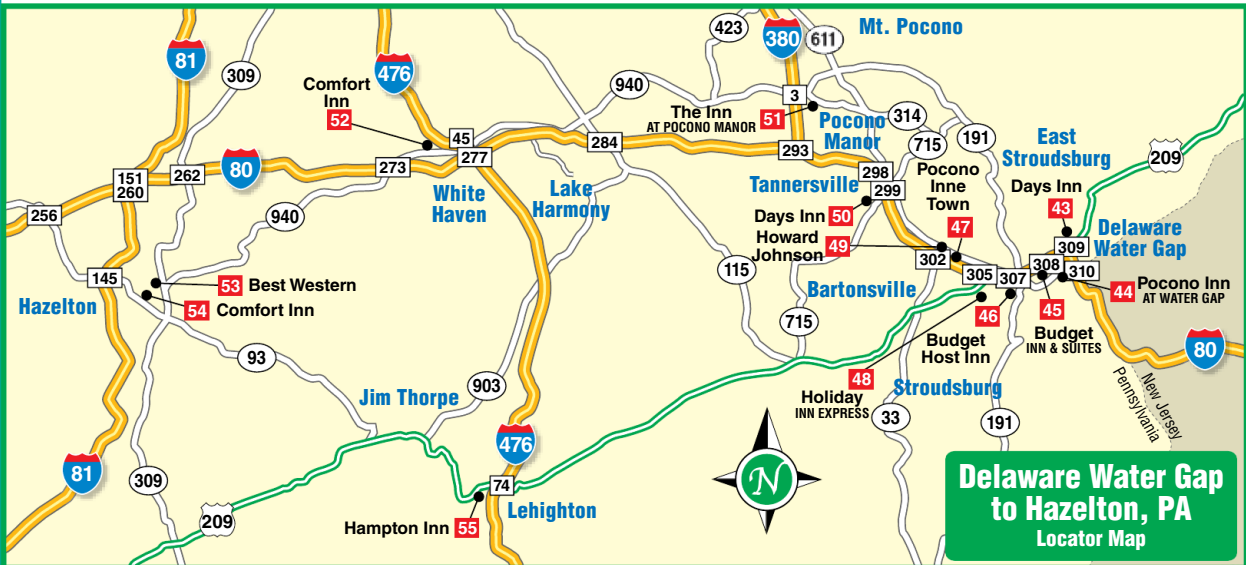 423
380
611
Mt. Pocono
81
309
476
Comfort
Inn
52
940
3
The Inn
AT POCONO MANOR
51
Pocono
Manor
314
715
191
East
Stroudsburg
209
45
277
284
293
298
299
Tannersville
Pocono
Inne
Town
47
Days Inn
43
151
260
262
80
273
White
Haven
Lake
Harmony
256
940
Days Inn
50
Howard
Johnson
49
Delaware
Water Gap
309
308
310
302
305
307
145
Hazelton
53
Best Western
54
Comfort Inn
115
Bartonsville
46
45
44
Pocono Inn
AT WATER GAP
715
Budget
Host Inn
Budget
INN & SUITES
80
93
903
Jim Thorpe
48
Holiday
INN EXPRESS
Stroudsburg
33
191
New Jersey
Pennsylvania
476
81
309
209
74
Lehighton
Hampton Inn
55
N
Delaware Water Gap
to Hazelton, PA
Locator Map